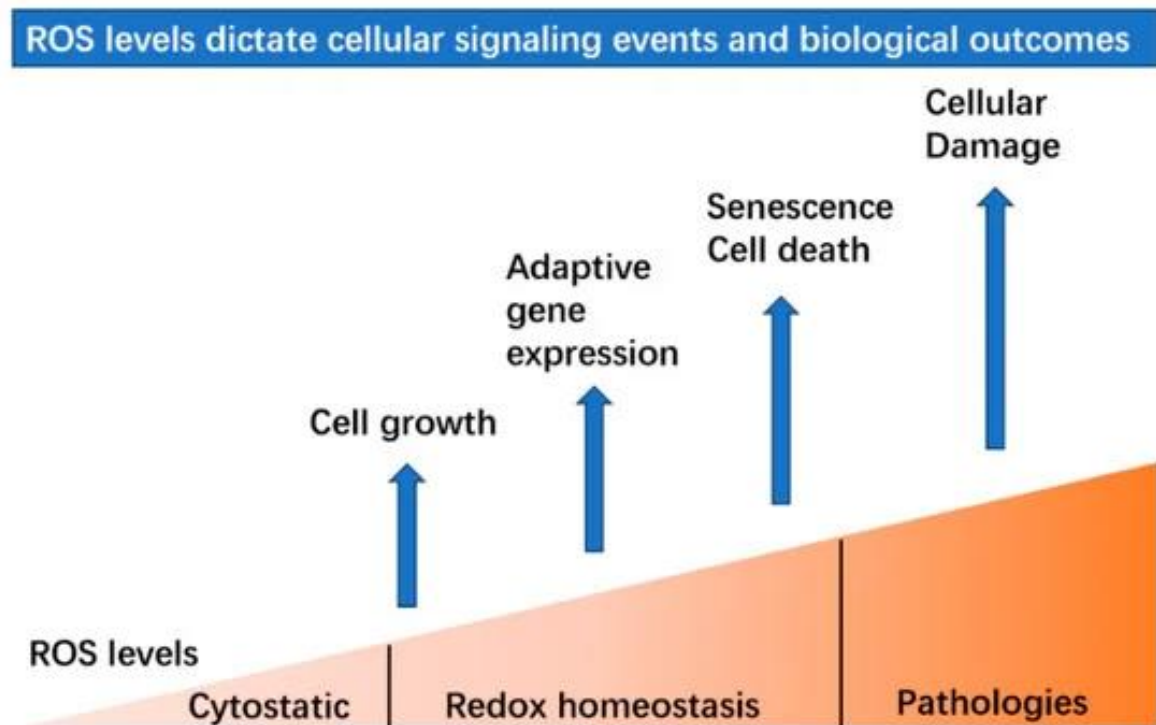 ROS levels dictate cellular signaling events and biological outcomes
Cellular
Damage
Senescence
Cell death
Adaptive
gene
expression
Cell growth
ROS levels
Cytostatic
Redox homeostasis
Pathologies